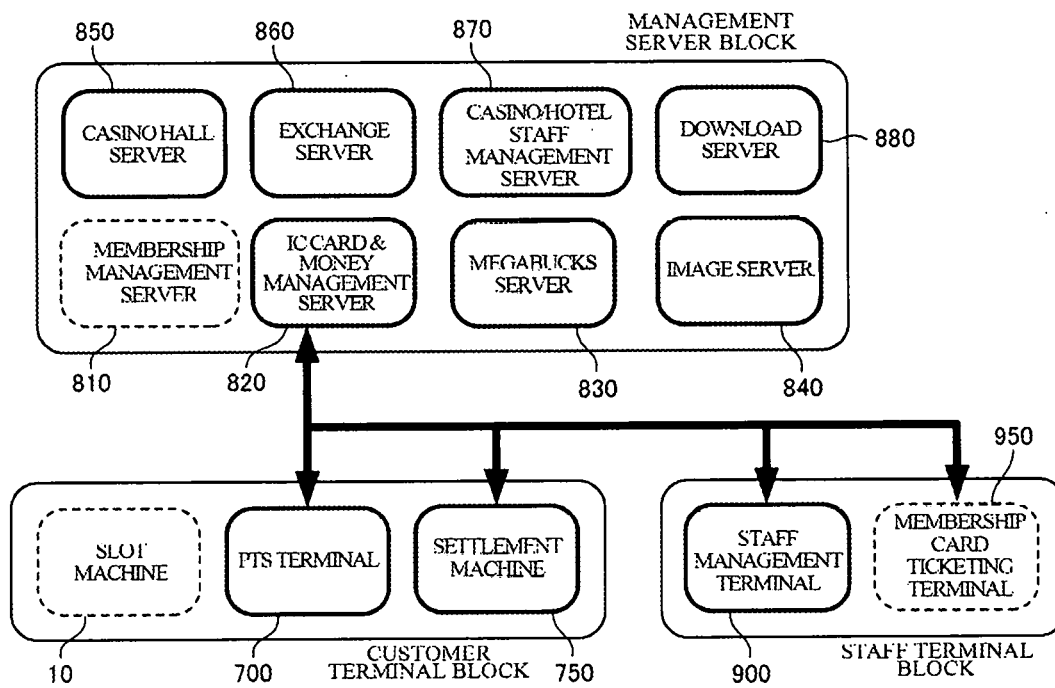 MANAGEMENT
SERVER BLOCK
850
860
870
CASINO HALL
SERVER
EXCHANGE
SERVER
CASINO/HOTEL
STAFF
MANAGEMENT
SERVER
DOWNLOAD
SERVER
880
MEMBERSHIP
MANAGEMENT
SERVER
IC CARD &
MONEY
MANAGEMENT
SERVER
MEGABUCKS
SERVER
IMAGE SERVER
810
820
830
840
950
SLOT
MACHINE
PTS TERMINAL
SETTLEMENT
MACHINE
STAFF
MANAGEMENT
TERMINAL
MEMBERSHIP
CARD
TICKETING
TERMINAL
10
700
CUSTOMER
TERMINAL BLOCK
750
900
STAFF TERMINAL
BLOCK